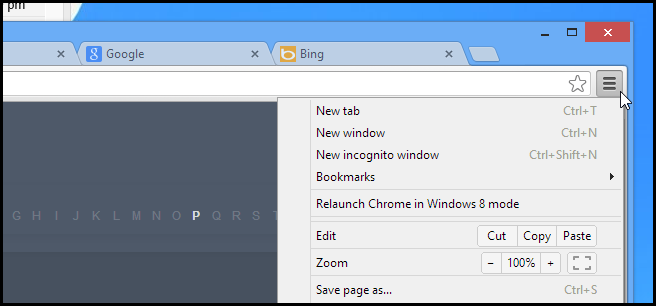 pm
Google
Bing
New tab Ctrl+T
New window Ctrl+N
New incognito window Ctrl+Shift+N
Bookmarks
G H I J K L M N O P Q R S T
Relaunch Chrome in Windows 8 mode
Edit Cut Copy Paste
Zoom − 100% +
Save page as... Ctrl+S